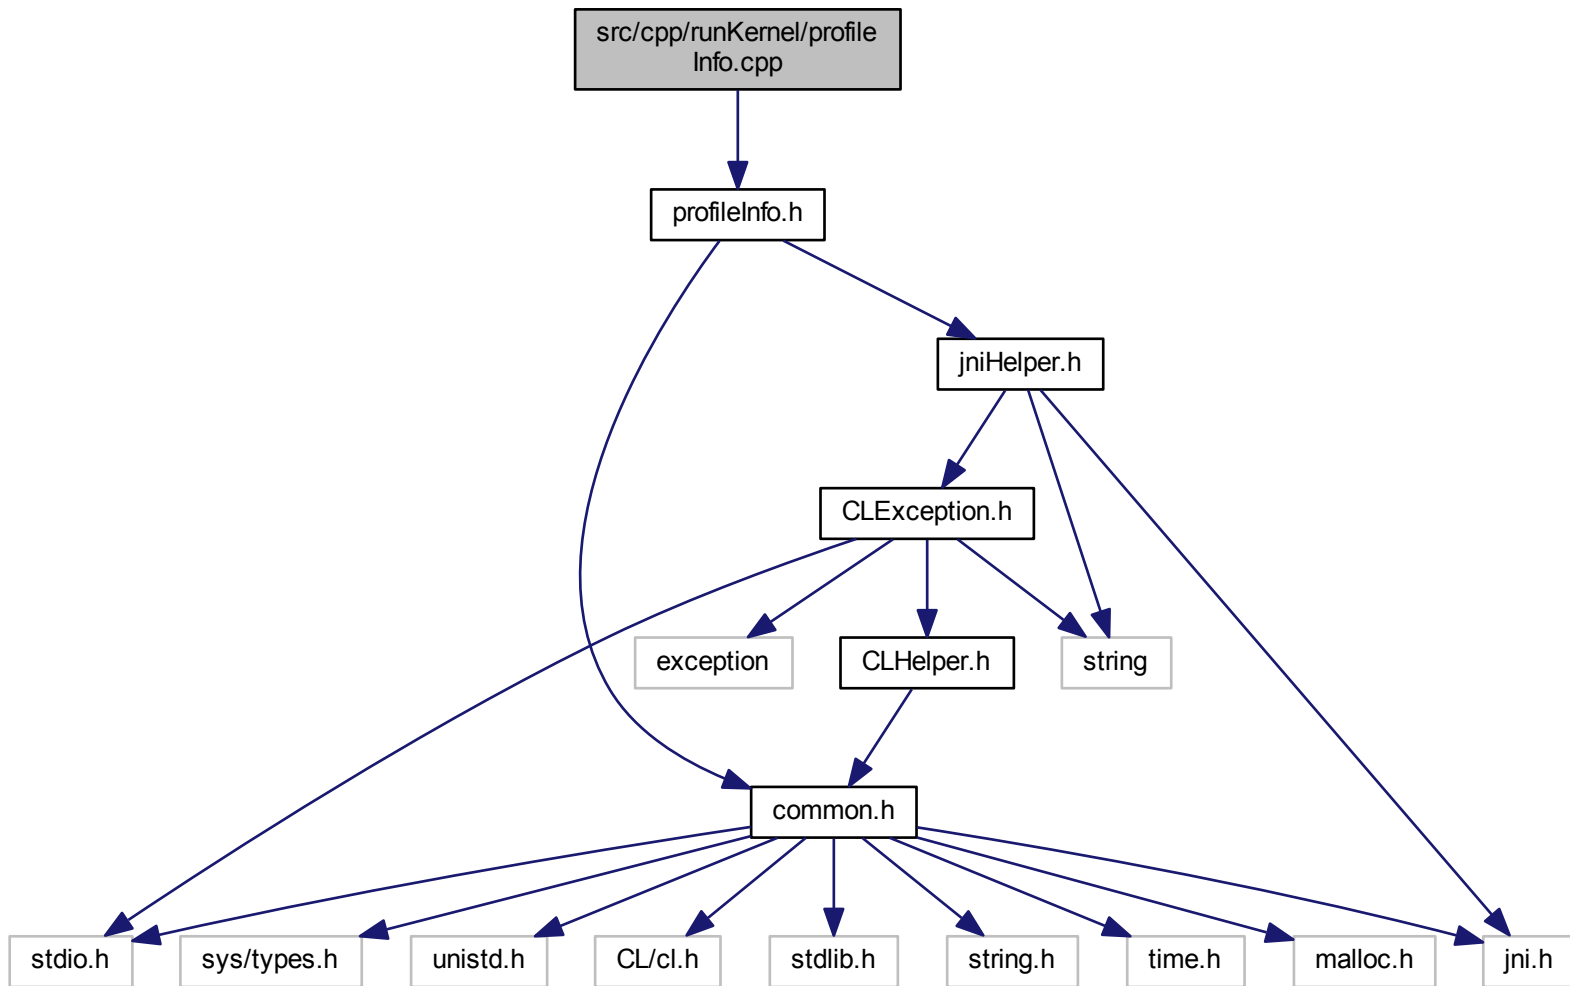 src/cpp/runKernel/profile
Info.cpp
profileInfo.h
jniHelper.h
CLException.h
exception
CLHelper.h
string
common.h
stdio.h
sys/types.h
unistd.h
CL/cl.h
stdlib.h
string.h
time.h
malloc.h
jni.h